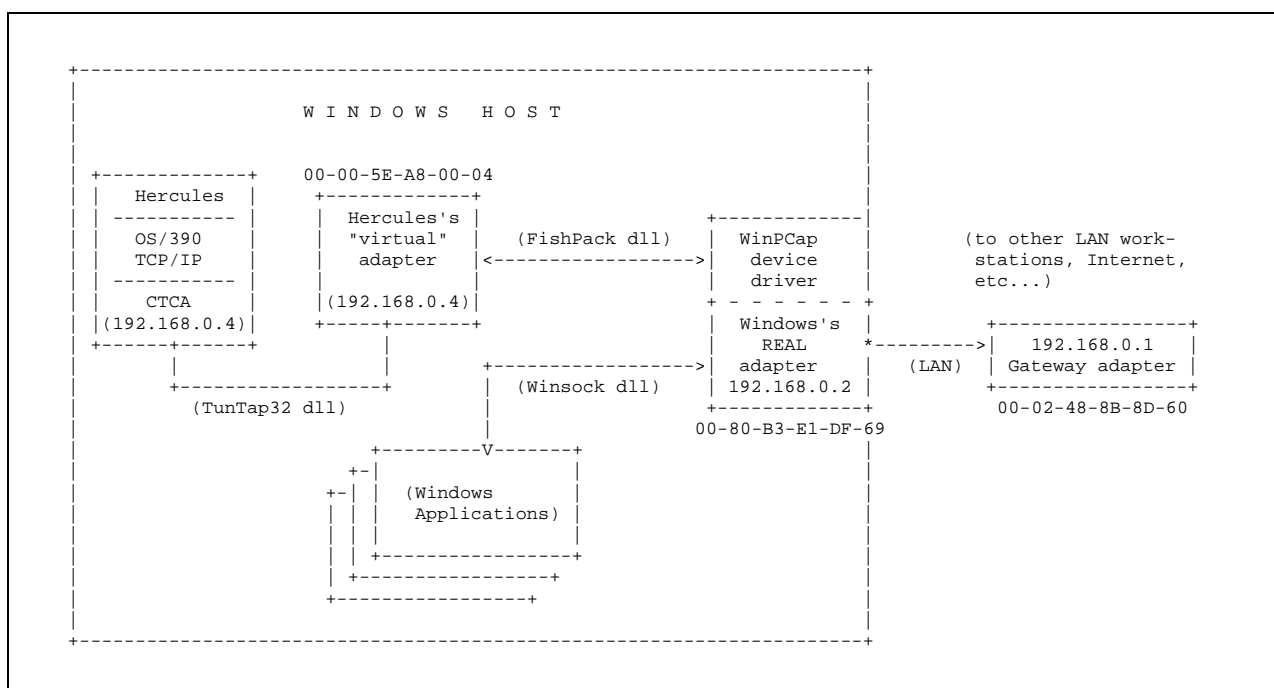 W I N D O W S   H O S T
00-00-5E-A8-00-04
Hercules
OS/390
TCP/IP
CTCA
(192.168.0.4)
Hercules's
"virtual"
adapter
(192.168.0.4)
(FishPack dll)
WinPCap
device
driver
(to other LAN work-
stations, Internet,
etc...)
Windows's
REAL
adapter
192.168.0.2
(LAN)
192.168.0.1
Gateway adapter
(Winsock dll)
(TunTap32 dll)
00-80-B3-E1-DF-69
00-02-48-8B-8D-60
(Windows
Applications)